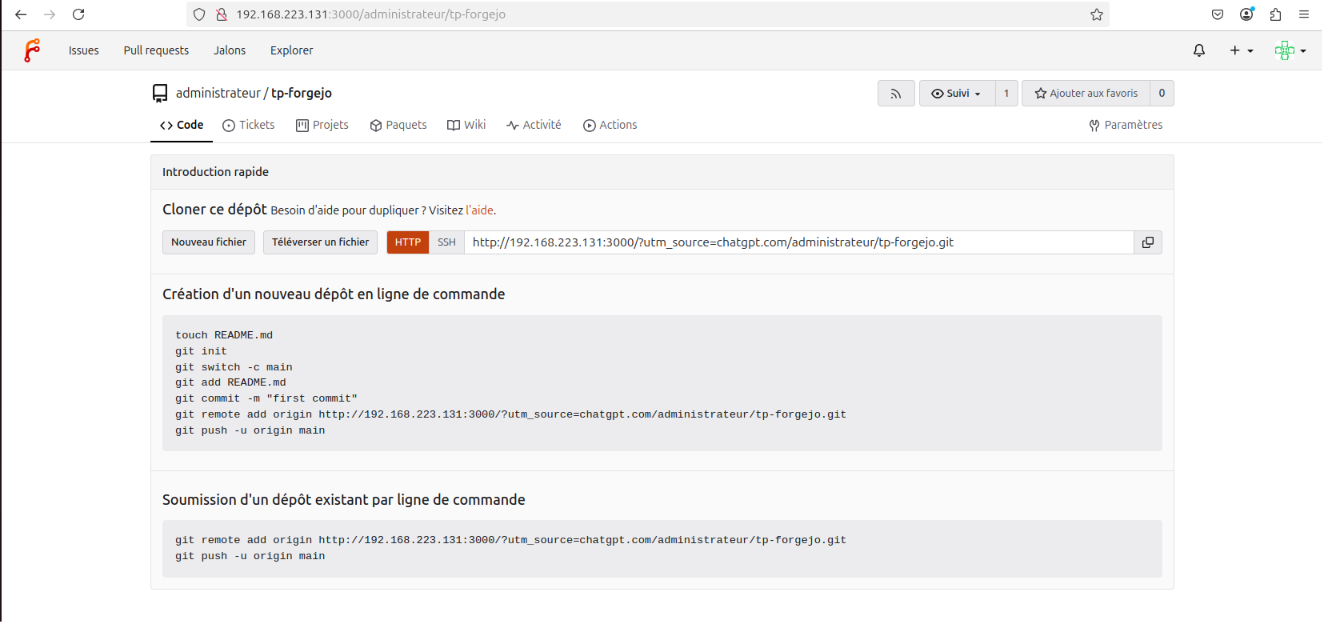 192.168.223.131:3000/administrateur/tp-forgejo
Issues Pull requests Jalons Explorer
administrateur / tp-forgejo
Suivi 1 Ajouter aux favoris 0
Code Tickets Projets Paquets Wiki Activité Actions Paramètres
Introduction rapide
Cloner ce dépôt Besoin d'aide pour dupliquer ? Visitez l'aide.
Nouveau fichier Téléverser un fichier HTTP SSH http://192.168.223.131:3000/?utm_source=chatgpt.com/administrateur/tp-forgejo.git
Création d'un nouveau dépôt en ligne de commande
touch README.md
git init
git switch -c main
git add README.md
git commit -m "first commit"
git remote add origin http://192.168.223.131:3000/?utm_source=chatgpt.com/administrateur/tp-forgejo.git
git push -u origin main
Soumission d'un dépôt existant par ligne de commande
git remote add origin http://192.168.223.131:3000/?utm_source=chatgpt.com/administrateur/tp-forgejo.git
git push -u origin main